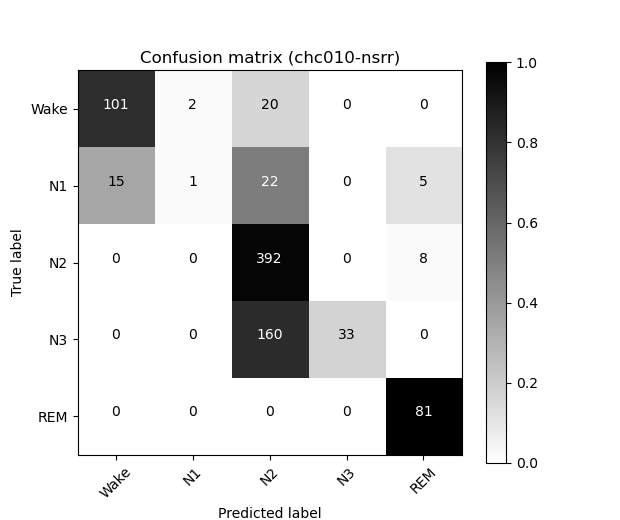 Confusion matrix (chc010-nsrr)
True label
Wake 101 2 20 0 0
N1 15 1 22 0 5
N2 0 0 392 0 8
N3 0 0 160 33 0
REM 0 0 0 0 81
Wake N1 N2 N3 REM
Predicted label
1.0
0.8
0.6
0.4
0.2
0.0